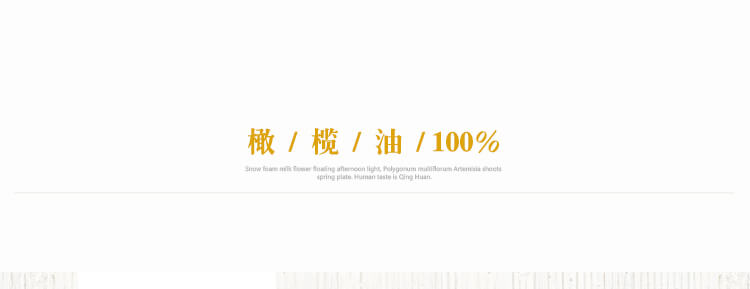 橄 / 榄 / 油 / 100%
Snow foam milk flower floating afternoon light, Polygonum multiflorum Artemisia shoots
spring plate. Human taste is Qing Huan.